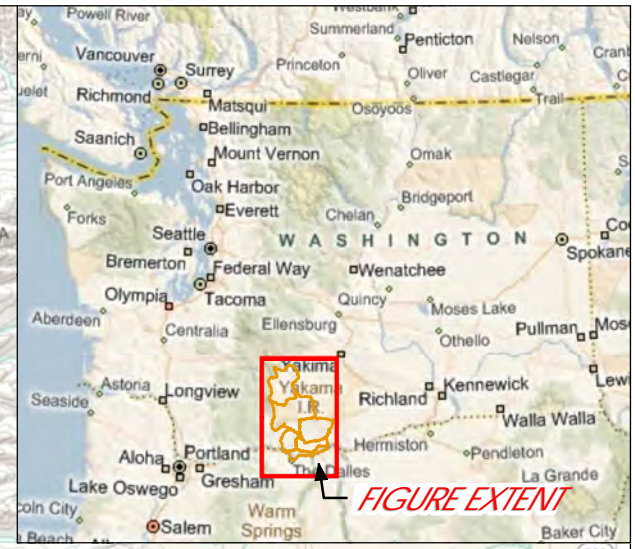 Powell River
Summerland
Penticton
Nelson
Vancouver
Surrey
Princeton
Oliver
Castlegar
Richmond
Matsqui
Osoyoos
Trail
Bellingham
Saanich
Mount Vernon
Omak
Port Angeles
Oak Harbor
Bridgeport
Forks
Everett
Chelan
Seattle
WASHINGTON
Spokane
Bremerton
Federal Way
Wenatchee
Olympia
Tacoma
Quincy
Moses Lake
Aberdeen
Centralia
Ellensburg
Othello
Pullman
Yakima
Astoria
Longview
Yakama
I.R.
Richland
Kennewick
Seaside
Walla Walla
Aloha
Portland
Hermiston
Pendleton
Lake Oswego
Gresham
The Dalles
La Grande
FIGURE EXTENT
Salem
Warm
Springs
Baker City